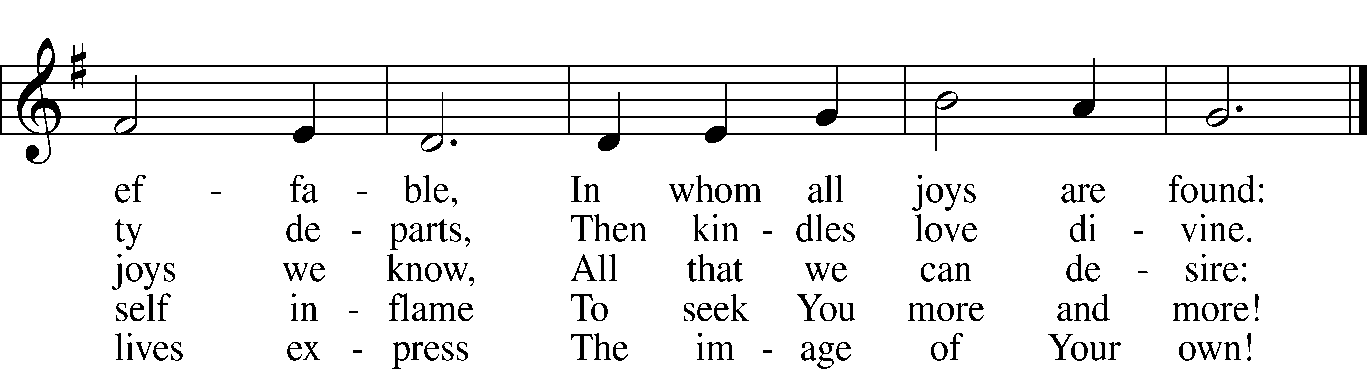 ef - fa - ble, In whom all joys are found:
ty de - parts, Then kin - dles love di - vine.
joys we know, All that we can de - sire:
self in - flame To seek You more and more!
lives ex - press The im - age of Your own!